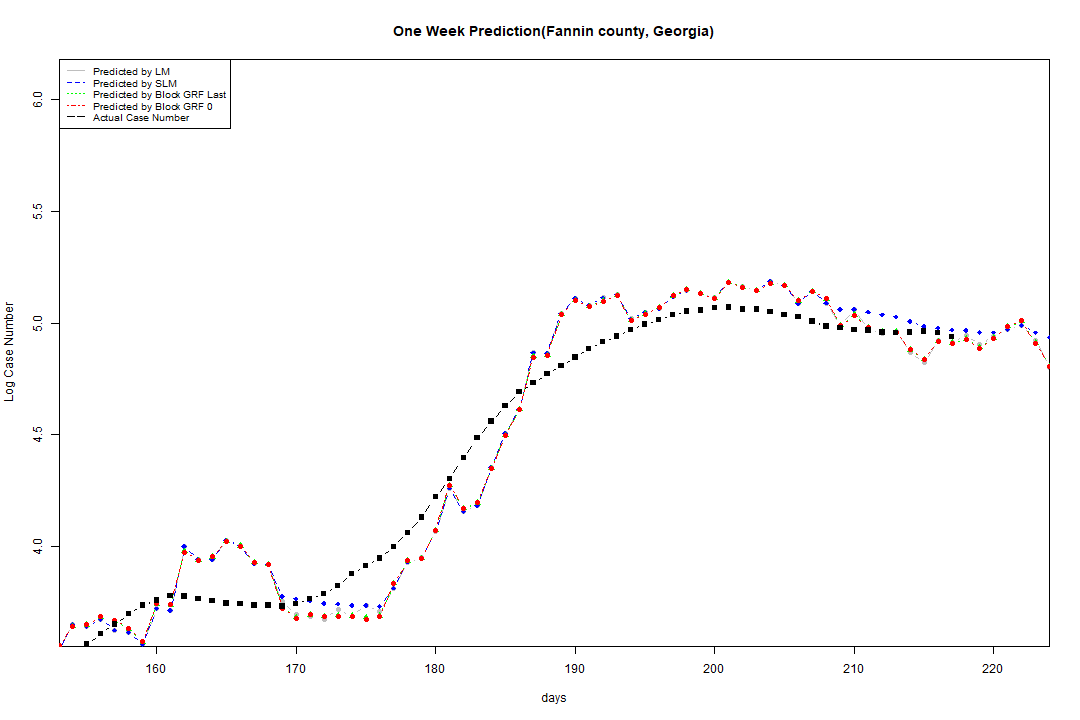 One Week Prediction(Fannin county, Georgia)
Predicted by LM
Predicted by SLM
Predicted by Block GRF Last
Predicted by Block GRF 0
Actual Case Number
6.0
5.5
5.0
4.5
4.0
Log Case Number
160 170 180 190 200 210 220
days